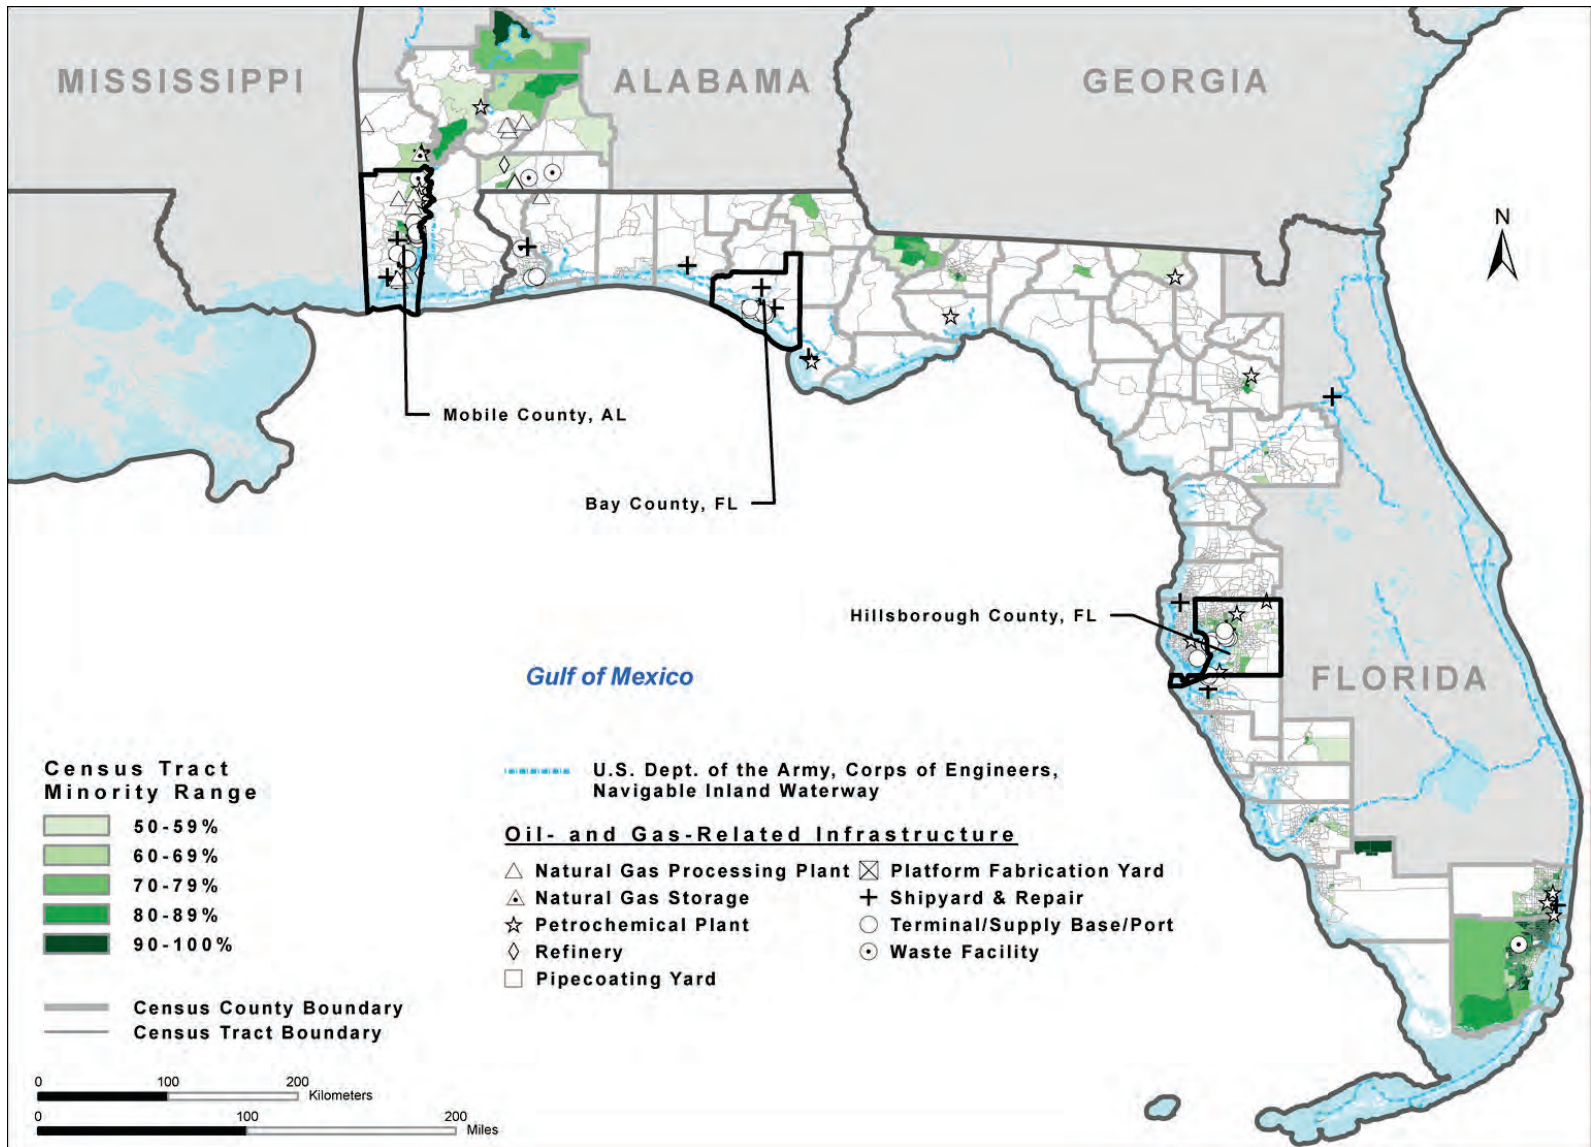 MISSISSIPPI
ALABAMA
GEORGIA
N
Mobile County, AL
Bay County, FL
Hillsborough County, FL
FLORIDA
Gulf of Mexico
Census Tract
Minority Range
50-59%
60-69%
70-79%
80-89%
90-100%
Census County Boundary
Census Tract Boundary
U.S. Dept. of the Army, Corps of Engineers,
Navigable Inland Waterway
Oil- and Gas-Related Infrastructure
Natural Gas Processing Plant
Natural Gas Storage
Petrochemical Plant
Refinery
Pipecoating Yard
Platform Fabrication Yard
Shipyard & Repair
Terminal/Supply Base/Port
Waste Facility
0 100 200
Kilometers
0 100 200
Miles